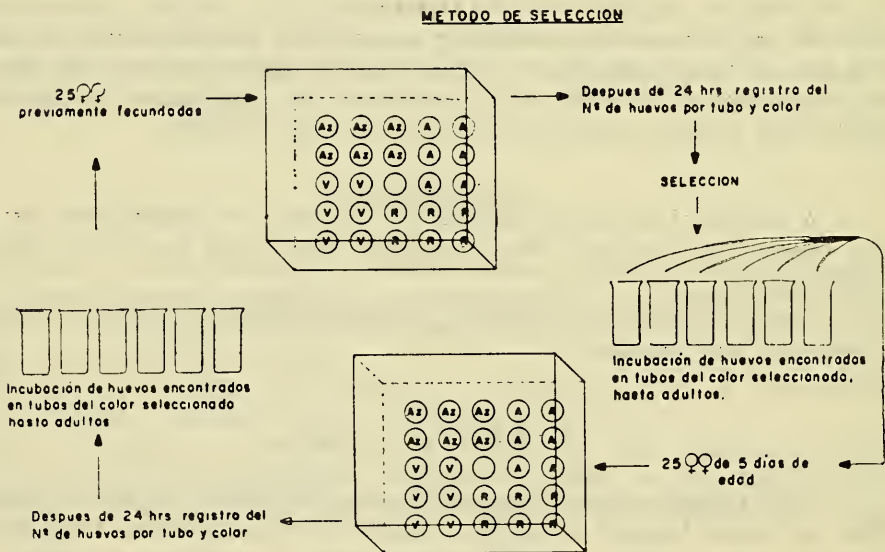 METODO DE SELECCION
25♀♀
previamente fecundadas
Az Az Az A A
Az Az Az A A
V V A A
V V R R R
V V R R R
Despues de 24 hrs registro del
Nº de huevos por tubo y color
SELECCION
Incubación de huevos encontrados
en tubos del color seleccionado,
hasta adultos.
25 ♀♀ de 5 dias de
edad
Az Az Az A A
Az Az Az A A
V V A A
V V R R R
V V R R R
Despues de 24 hrs registro del
Nº de huevos por tubo y color
Incubación de huevos encontrados
en tubos del color seleccionado
hasta adultos